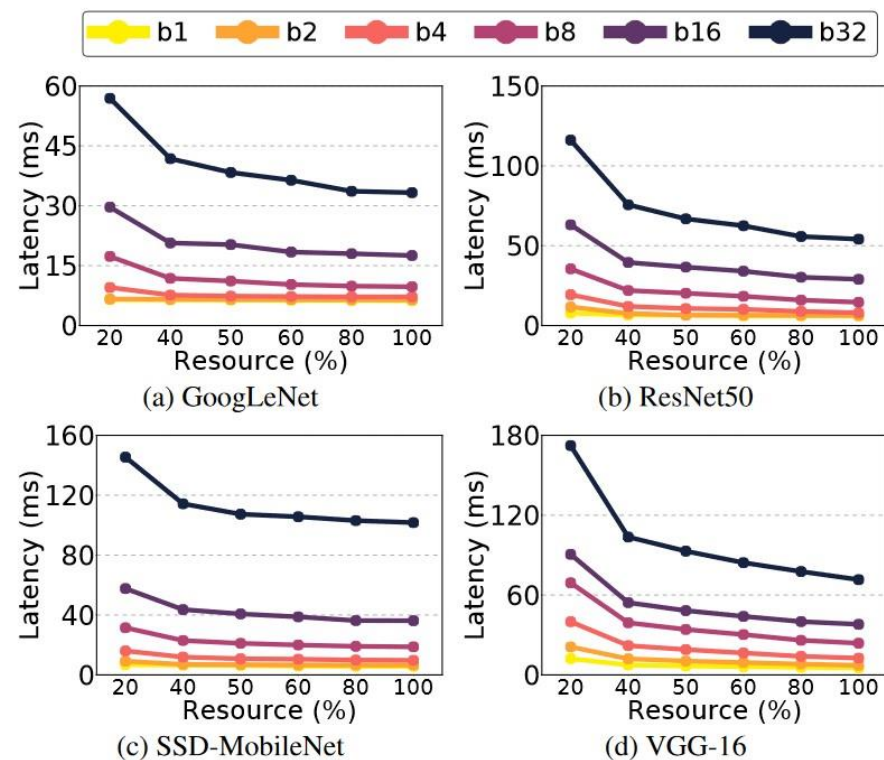 b1 b2 b4 b8 b16 b32
60
45
30
15
0
Latency (ms)
20 40 50 60 80 100
Resource (%)
(a) GoogLeNet
150
100
50
0
Latency (ms)
20 40 50 60 80 100
Resource (%)
(b) ResNet50
160
120
80
40
0
Latency (ms)
20 40 50 60 80 100
Resource (%)
(c) SSD-MobileNet
180
120
60
0
Latency (ms)
20 40 50 60 80 100
Resource (%)
(d) VGG-16